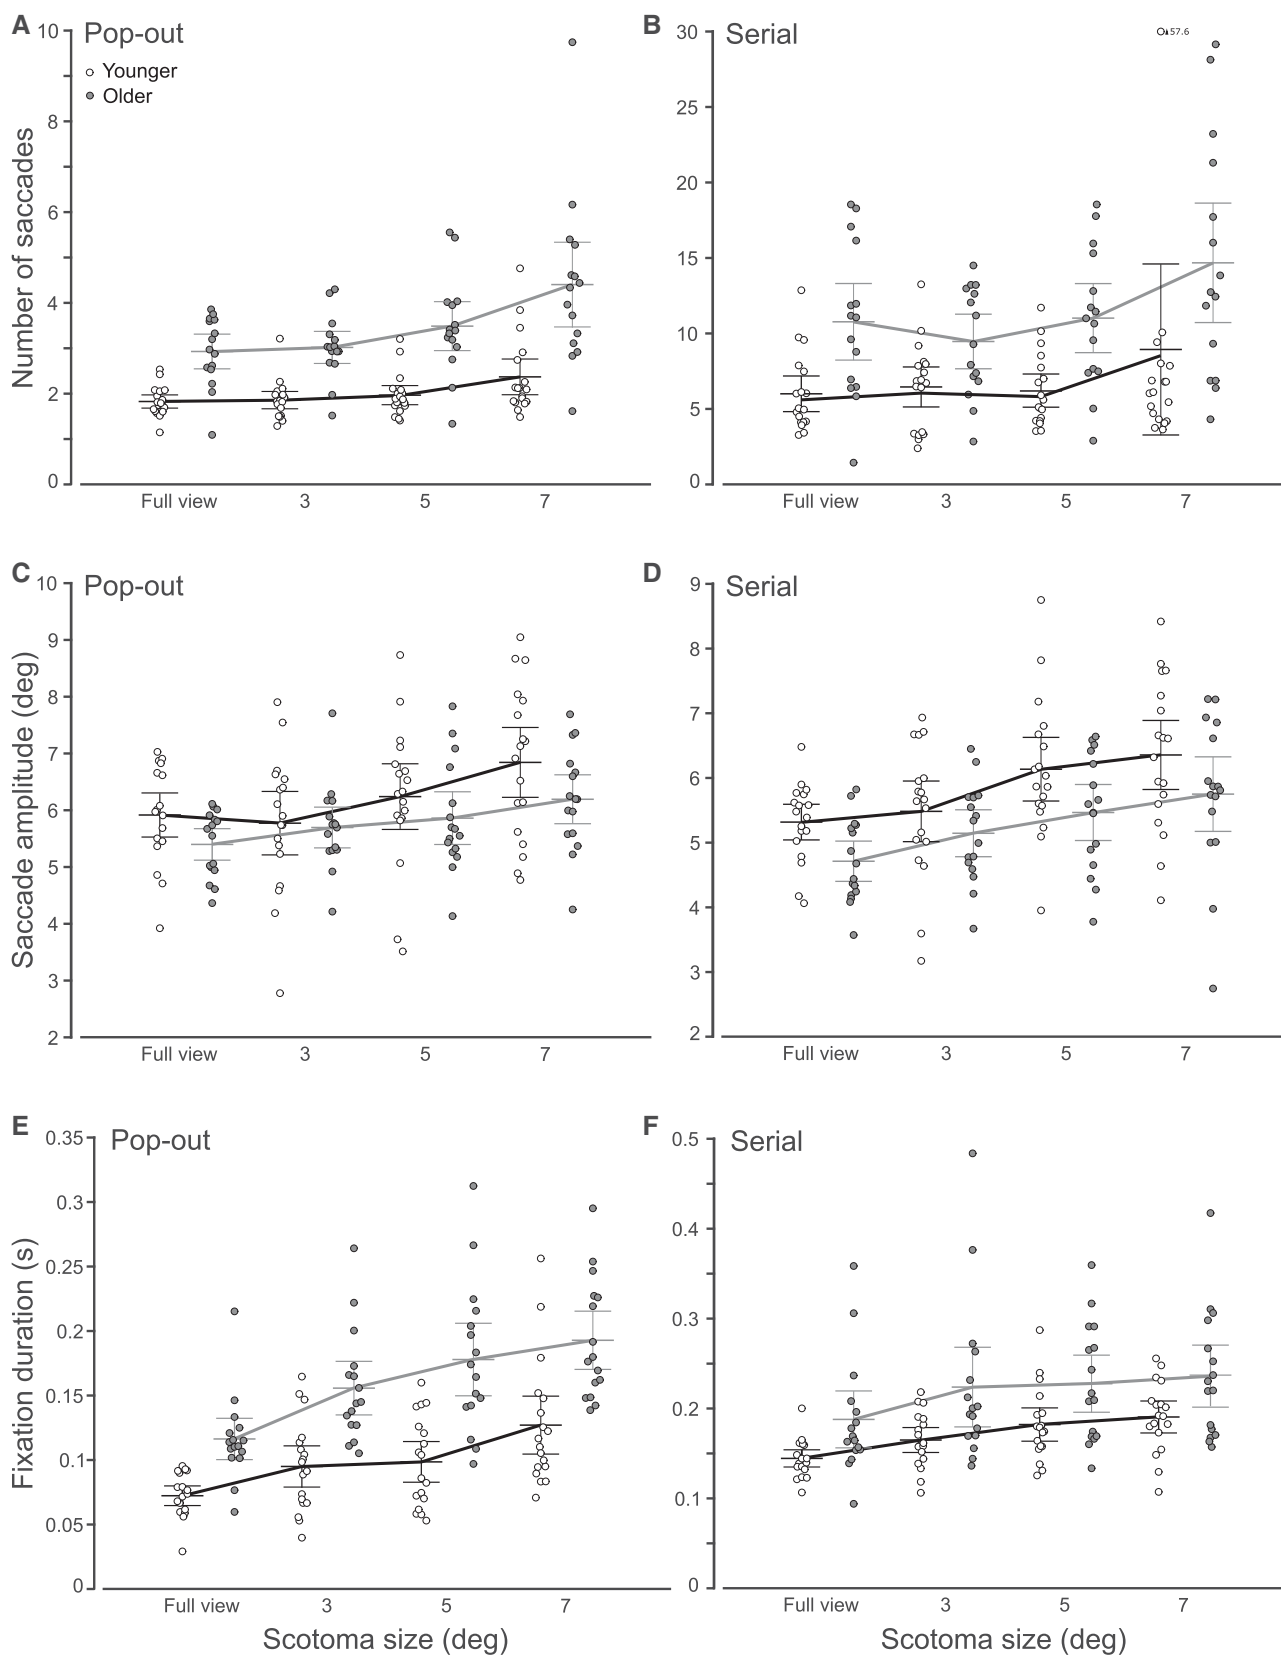 A Pop-out
Younger
Older
Number of saccades
10
8
6
4
2
0
Full view 3 5 7
B Serial
57.6
30
25
20
15
10
5
0
Full view 3 5 7
C Pop-out
Saccade amplitude (deg)
10
9
8
7
6
5
4
3
2
Full view 3 5 7
D Serial
9
8
7
6
5
4
3
2
Full view 3 5 7
E Pop-out
Fixation duration (s)
0.35
0.3
0.25
0.2
0.15
0.1
0.05
0
Full view 3 5 7
Scotoma size (deg)
F Serial
0.5
0.4
0.3
0.2
0.1
0
Full view 3 5 7
Scotoma size (deg)